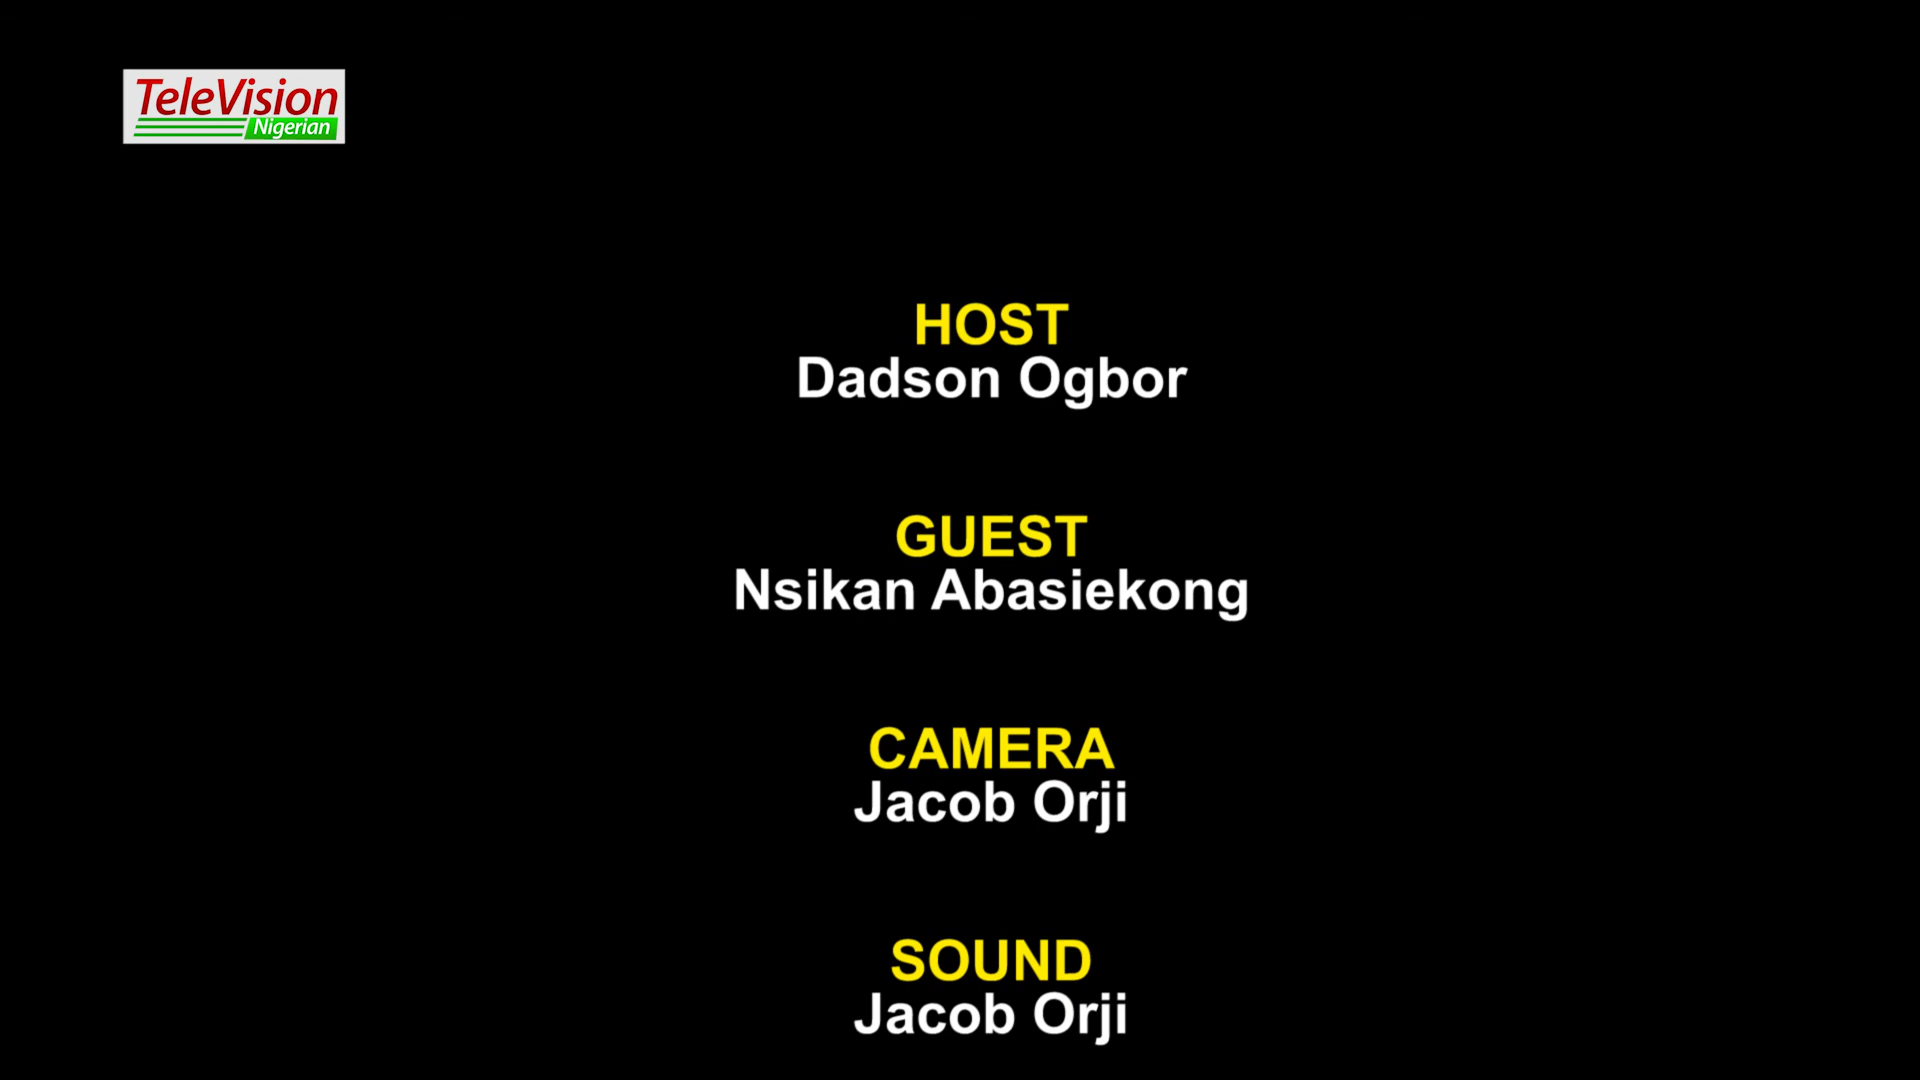 TeleVision
Nigerian
HOST
Dadson Ogbor
GUEST
Nsikan Abasiekong
CAMERA
Jacob Orji
SOUND
Jacob Orji